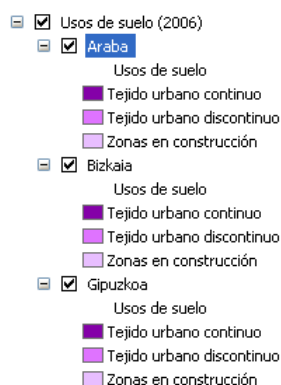 Usos de suelo (2006)
Araba
Usos de suelo
Tejido urbano continuo
Tejido urbano discontinuo
Zonas en construcción
Bizkaia
Usos de suelo
Tejido urbano continuo
Tejido urbano discontinuo
Zonas en construcción
Gipuzkoa
Usos de suelo
Tejido urbano continuo
Tejido urbano discontinuo
Zonas en construcción